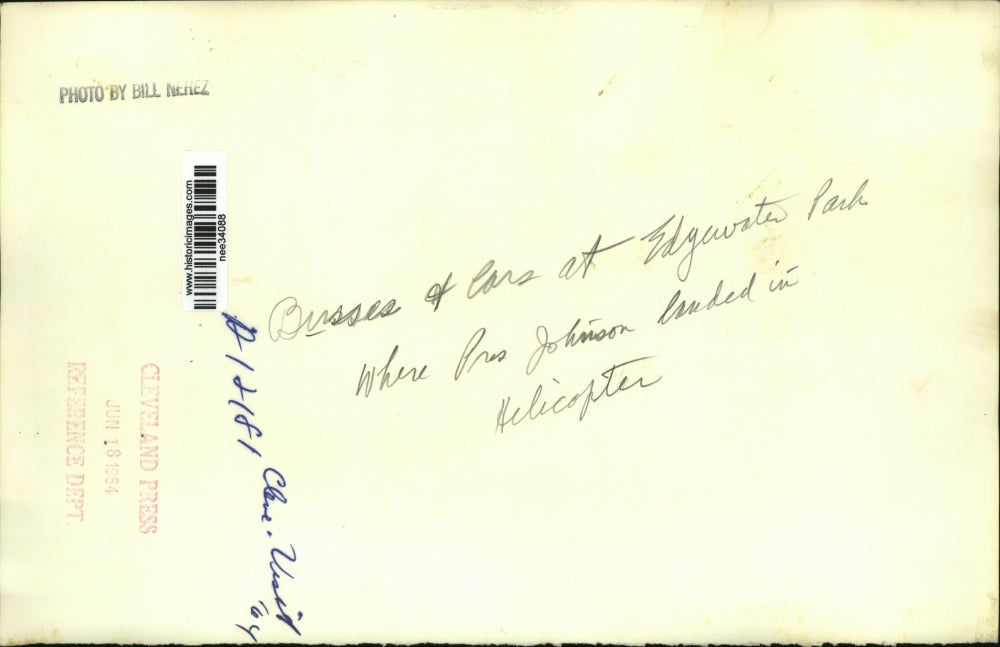 PHOTO BY BILL NEHEZ
www.historicimages.com
nee34088
Busses & Cars at Edgewater Park
Where Pres Johnson landed in
Helicopter
CLEVELAND PRESS
JUN 18 1964
REFERENCE DEPT.
Cleve. Visit
'64